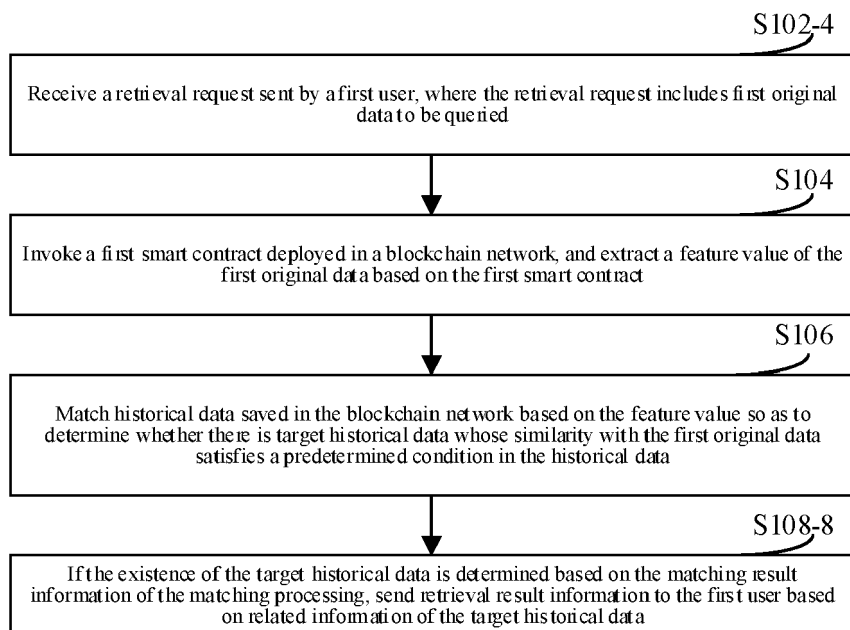 S102-4
Receive a retrieval request sent by a first user, where the retrieval request includes first original
data to be queried
S104
Invoke a first smart contract deployed in a blockchain network, and extract a feature value of the
first original data based on the first smart contract
S106
Match historical data saved in the blockchain network based on the feature value so as to
determine whether there is target historical data whose similarity with the first original data
satisfies a predetermined condition in the historical data
S108-8
If the existence of the target historical data is determined based on the matching result
information of the matching processing, send retrieval result information to the first user based
on related information of the target historical data